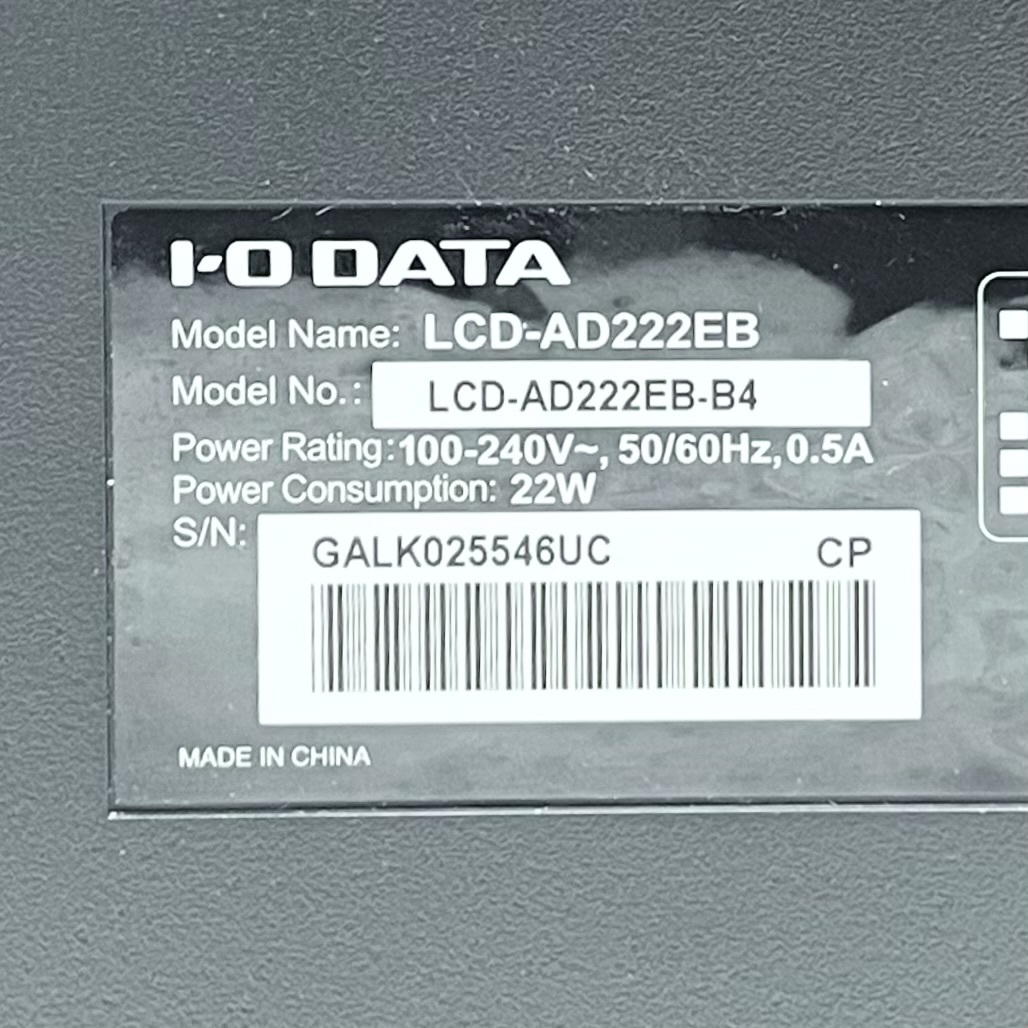 I-O DATA
Model Name: LCD-AD222EB
Model No.: LCD-AD222EB-B4
Power Rating:100-240V~, 50/60Hz, 0.5A
Power Consumption: 22W
S/N: GALK025546UC CP
MADE IN CHINA